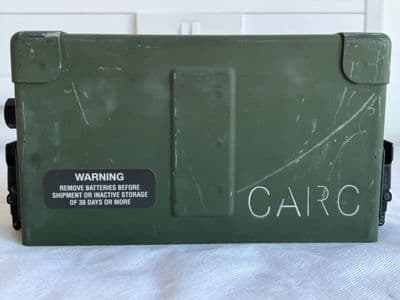 WARNING
REMOVE BATTERIES BEFORE
SHIPMENT OR INACTIVE STORAGE
OF 30 DAYS OR MORE
CARC